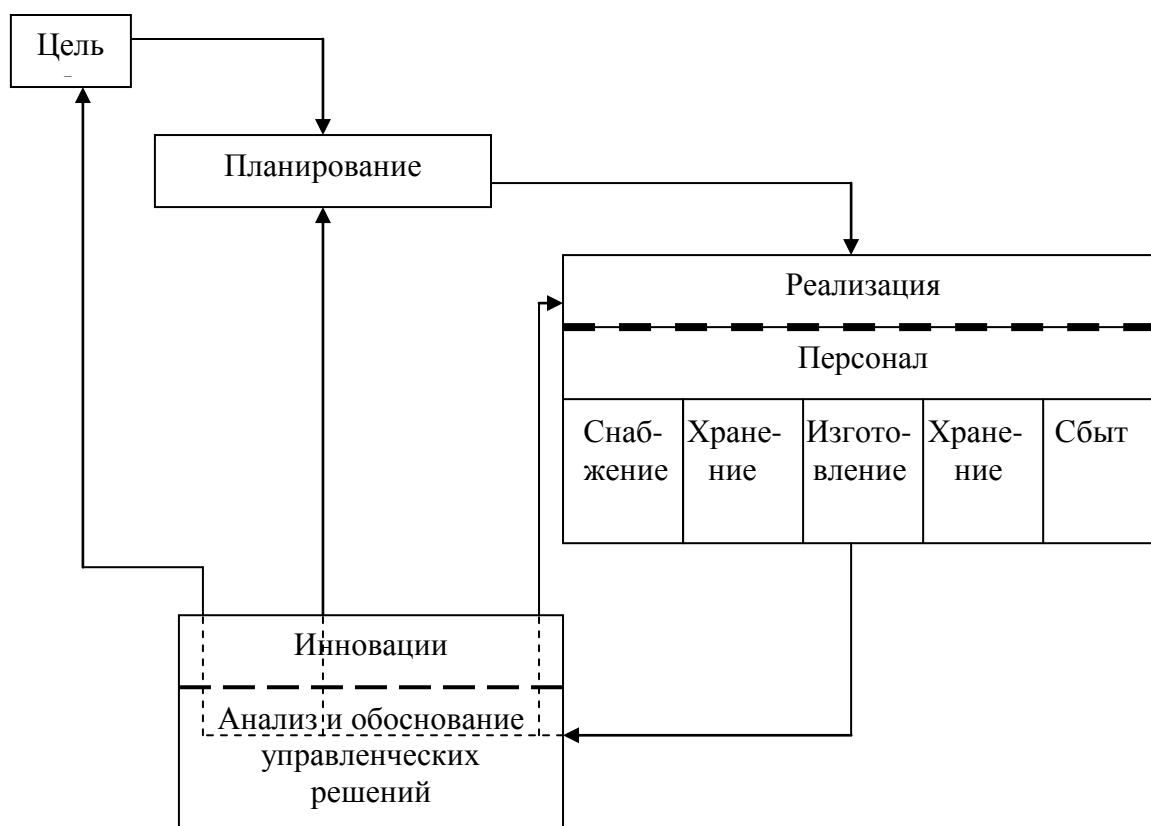 Цель
Планирование
Реализация
Персонал
Снаб-
жение
Хране-
ние
Изгото-
вление
Хране-
ние
Сбыт
Инновации
Анализ и обоснование
управленческих
решений